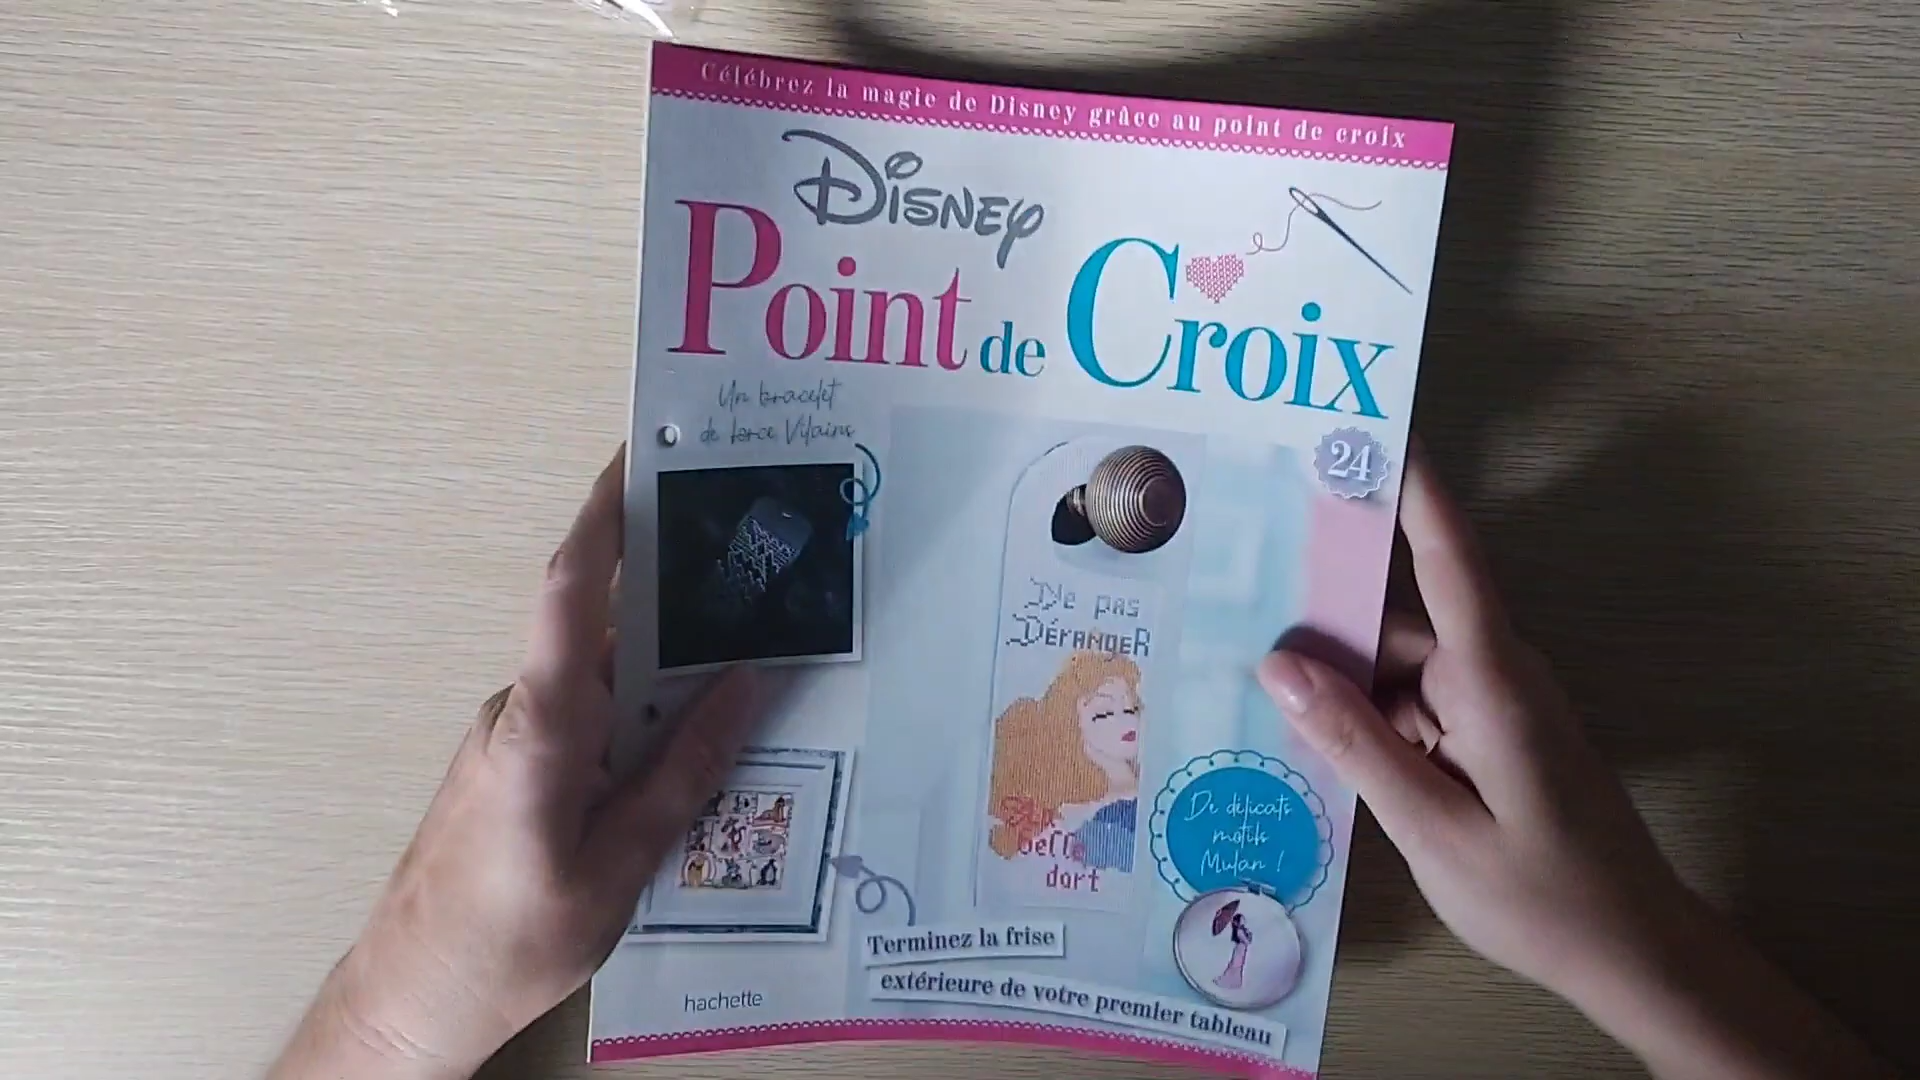 Célébrez la magie de Disney grâce au point de croix
Disney
Point de Croix
Un bracelet
de force Vilains
24
Ne pas
Déranger
belle
dort
De délicats
motifs
Mulan !
Terminez la frise
extérieure de votre premier tableau
hachette